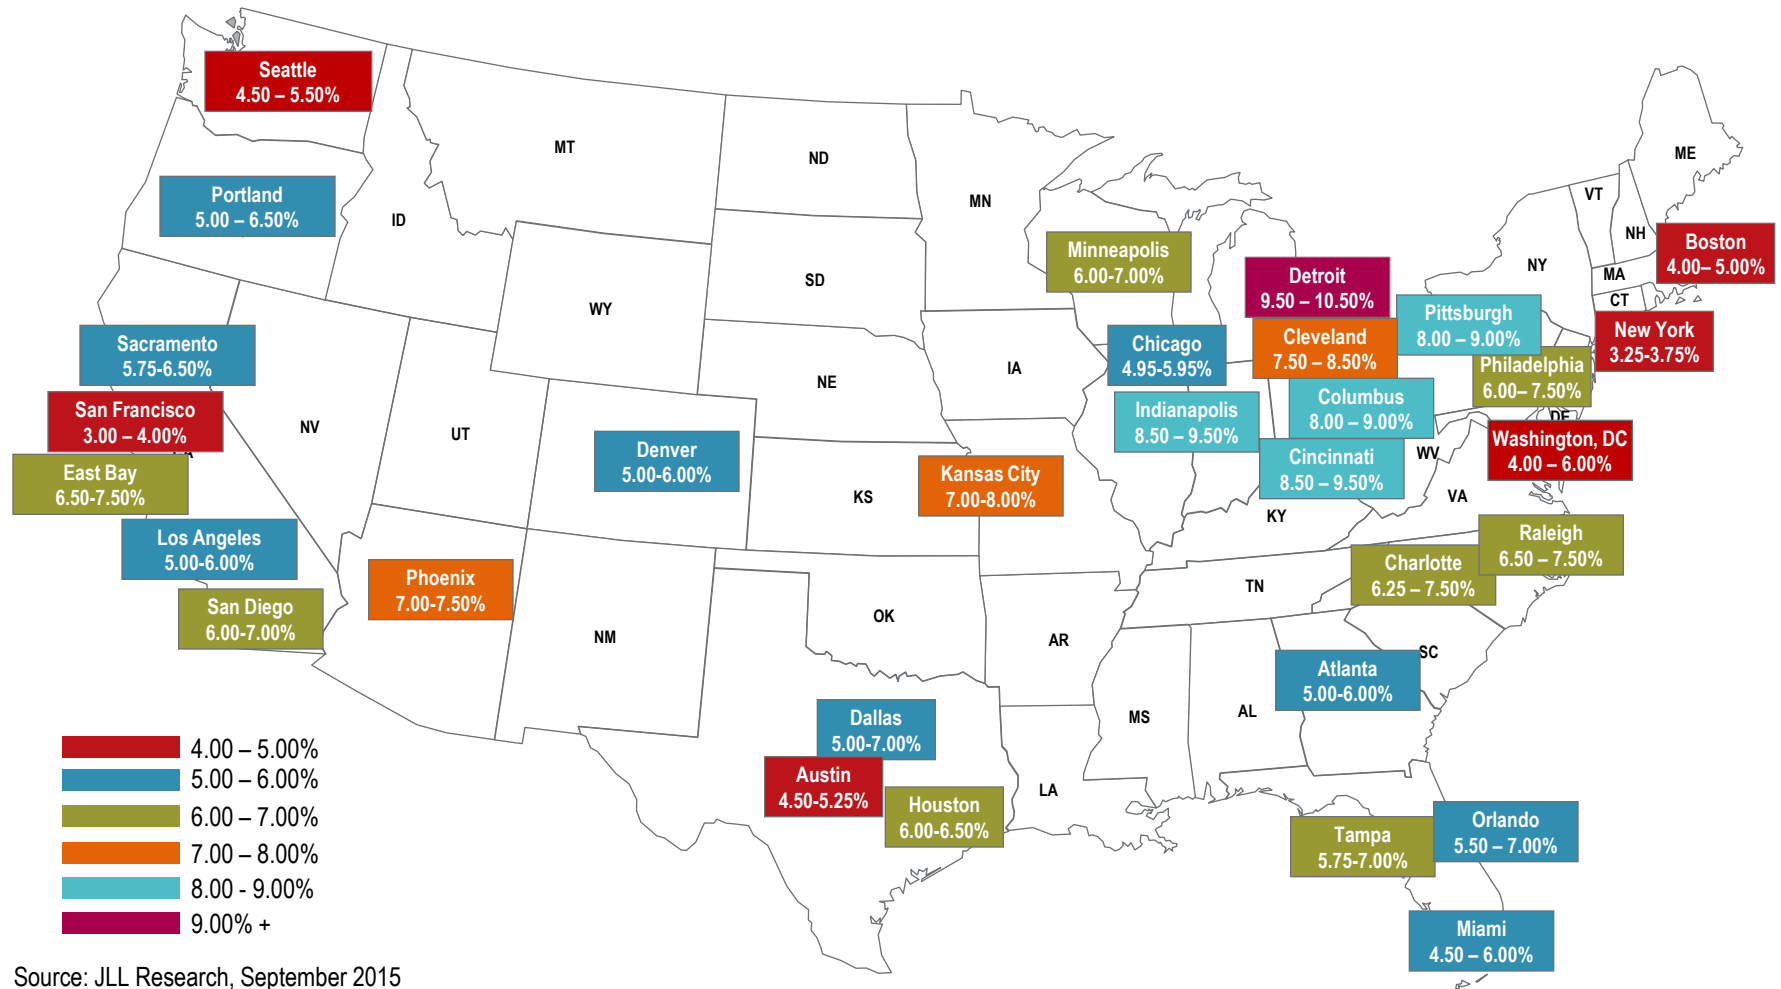 Seattle
4.50 – 5.50%
MT
ND
MN
ME
VT
NH
Portland
5.00 – 6.50%
ID
Boston
4.00– 5.00%
Minneapolis
6.00-7.00%
NY
MA
CT
Detroit
9.50 – 10.50%
SD
WY
Pittsburgh
8.00 – 9.00%
New York
3.25-3.75%
Sacramento
5.75-6.50%
Chicago
4.95-5.95%
Cleveland
7.50 – 8.50%
Philadelphia
6.00– 7.50%
IA
NE
San Francisco
3.00 – 4.00%
NV
UT
Indianapolis
8.50 – 9.50%
Columbus
8.00 – 9.00%
DE
Denver
5.00-6.00%
Washington, DC
4.00 – 6.00%
WV
East Bay
6.50-7.50%
Kansas City
7.00-8.00%
Cincinnati
8.50 – 9.50%
KS
VA
KY
Los Angeles
5.00-6.00%
Raleigh
6.50 – 7.50%
Phoenix
7.00-7.50%
Charlotte
6.25 – 7.50%
TN
San Diego
6.00-7.00%
OK
NM
AR
SC
Atlanta
5.00-6.00%
MS
AL
Dallas
5.00-7.00%
Austin
4.50-5.25%
LA
Houston
6.00-6.50%
Tampa
5.75-7.00%
Orlando
5.50 – 7.00%
Miami
4.50 – 6.00%
4.00 – 5.00%
5.00 – 6.00%
6.00 – 7.00%
7.00 – 8.00%
8.00 - 9.00%
9.00% +
Source: JLL Research, September 2015